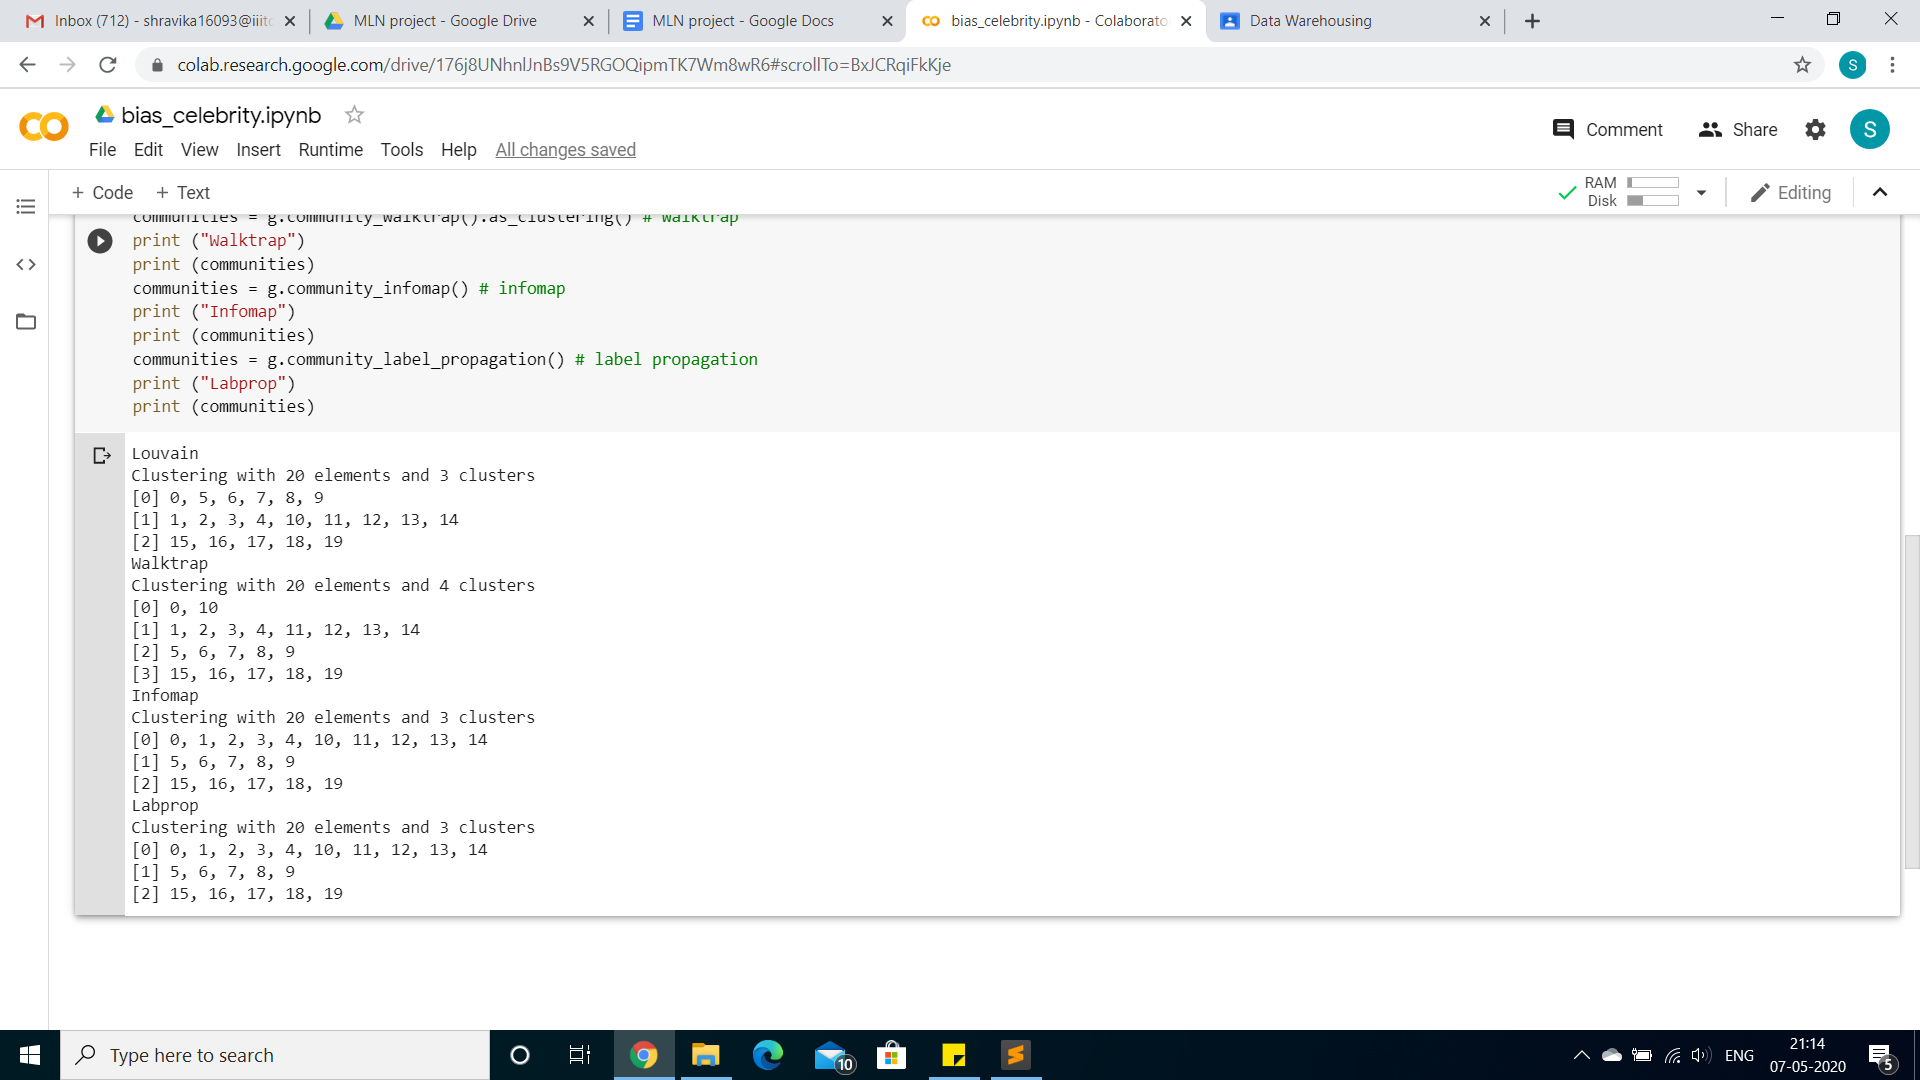 Inbox (712) - shravika16093@iiitc
MLN project - Google Drive
MLN project - Google Docs
bias_celebrity.ipynb - Colaborato
Data Warehousing
colab.research.google.com/drive/176j8UNhnlJnBs9V5RGOQipmTK7Wm8wR6#scrollTo=BxJCRqiFkKje
S
CO
bias_celebrity.ipynb
Comment
Share
S
File Edit View Insert Runtime Tools Help All changes saved
+ Code + Text
RAM
Disk
Editing
communities = g.community_walktrap().as_clustering() # walktrap
print ("Walktrap")
print (communities)
communities = g.community_infomap() # infomap
print ("Infomap")
print (communities)
communities = g.community_label_propagation() # label propagation
print ("Labprop")
print (communities)
Louvain
Clustering with 20 elements and 3 clusters
[0] 0, 5, 6, 7, 8, 9
[1] 1, 2, 3, 4, 10, 11, 12, 13, 14
[2] 15, 16, 17, 18, 19
Walktrap
Clustering with 20 elements and 4 clusters
[0] 0, 10
[1] 1, 2, 3, 4, 11, 12, 13, 14
[2] 5, 6, 7, 8, 9
[3] 15, 16, 17, 18, 19
Infomap
Clustering with 20 elements and 3 clusters
[0] 0, 1, 2, 3, 4, 10, 11, 12, 13, 14
[1] 5, 6, 7, 8, 9
[2] 15, 16, 17, 18, 19
Labprop
Clustering with 20 elements and 3 clusters
[0] 0, 1, 2, 3, 4, 10, 11, 12, 13, 14
[1] 5, 6, 7, 8, 9
[2] 15, 16, 17, 18, 19
Type here to search
10
ENG
21:14
07-05-2020
5